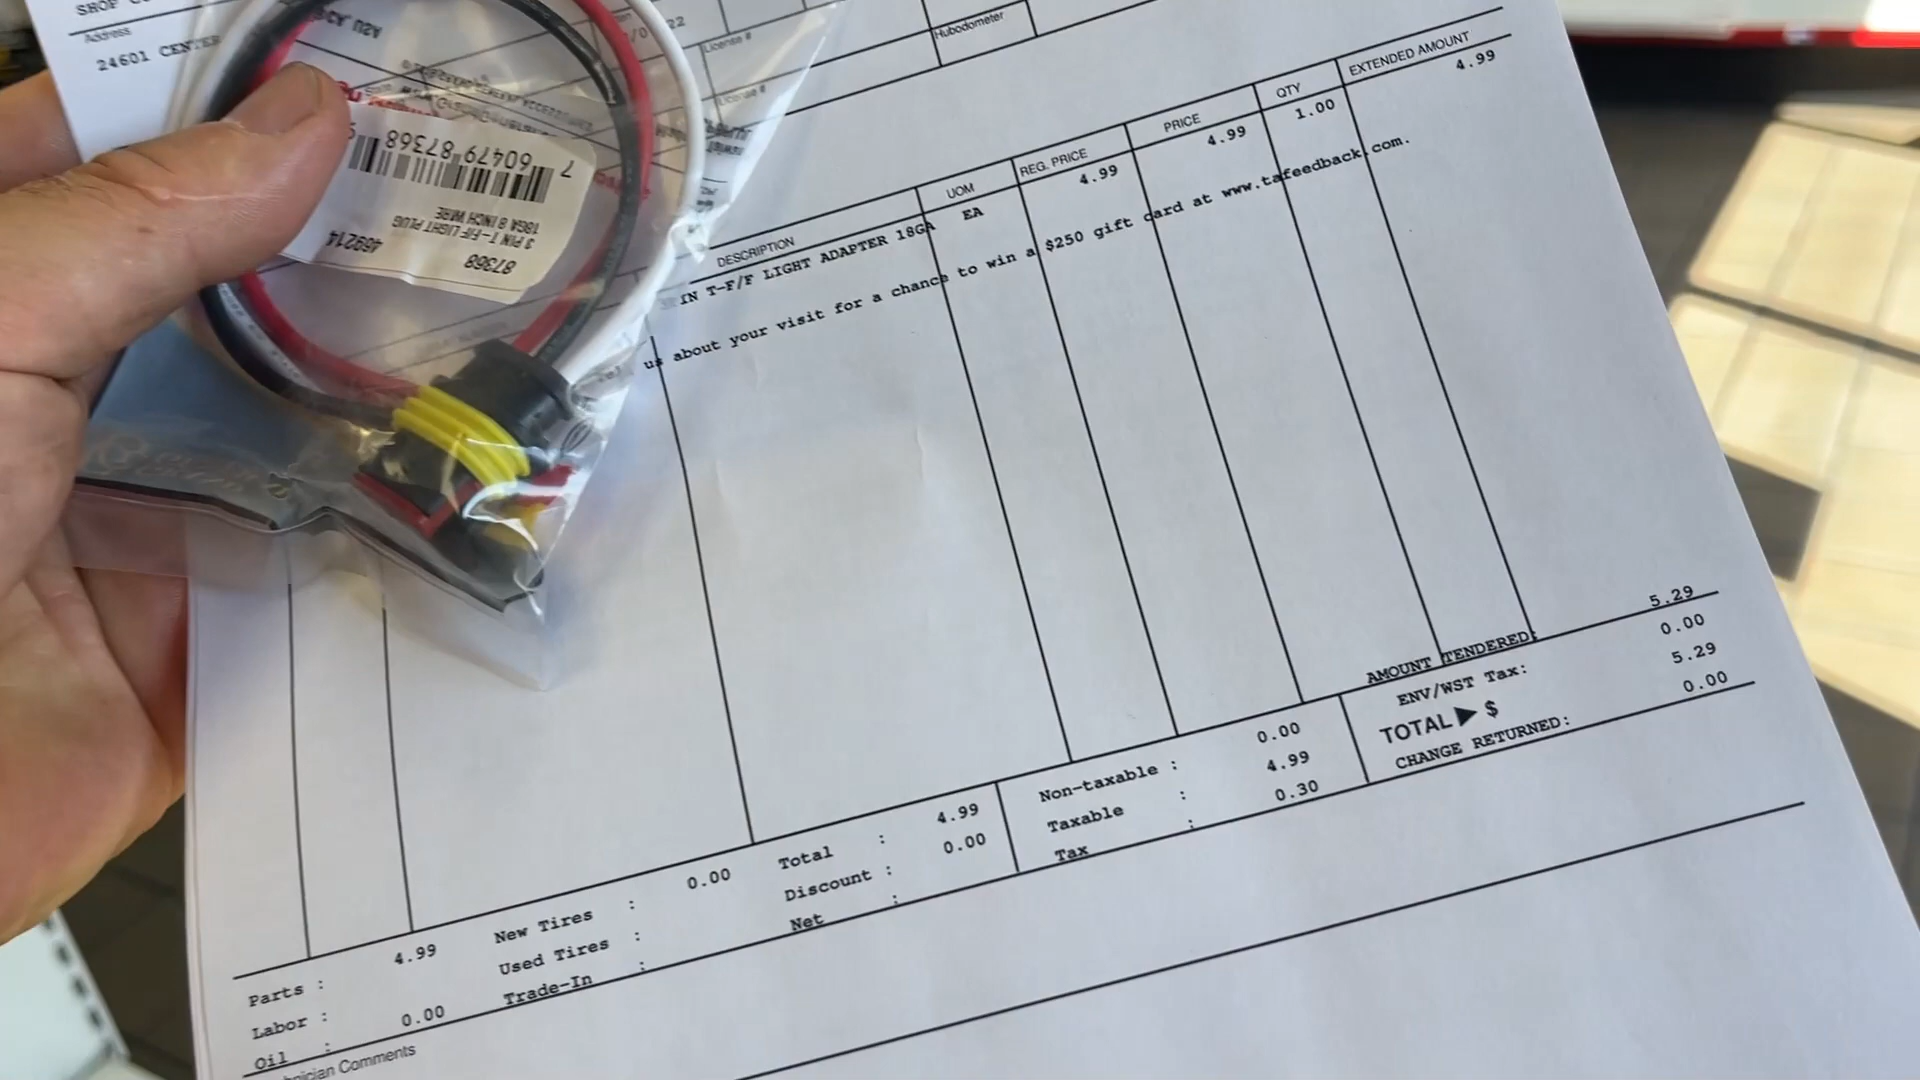 SHOP
Address
24601 CENTER
License #
License #
Hubodometer
DESCRIPTION UOM REG. PRICE PRICE QTY EXTENDED AMOUNT
IN T-F/F LIGHT ADAPTER 18GA EA 4.99 4.99 1.00 4.99
us about your visit for a chance to win a $250 gift card at www.tafeedback.com.
87368 469214
3 PIN T-F/F LIGHT PLUG
18GA 8 INCH WIRE
7 60479 87368 9
AMOUNT TENDERED: 5.29
ENV/WST Tax: 0.00
TOTAL ▶ $ 5.29
CHANGE RETURNED: 0.00
Parts : 4.99
Labor : 0.00
Oil :
New Tires : 0.00
Used Tires :
Trade-In :
Total : 4.99
Discount : 0.00
Net :
Non-taxable : 0.00
Taxable : 4.99
Tax : 0.30
Comments